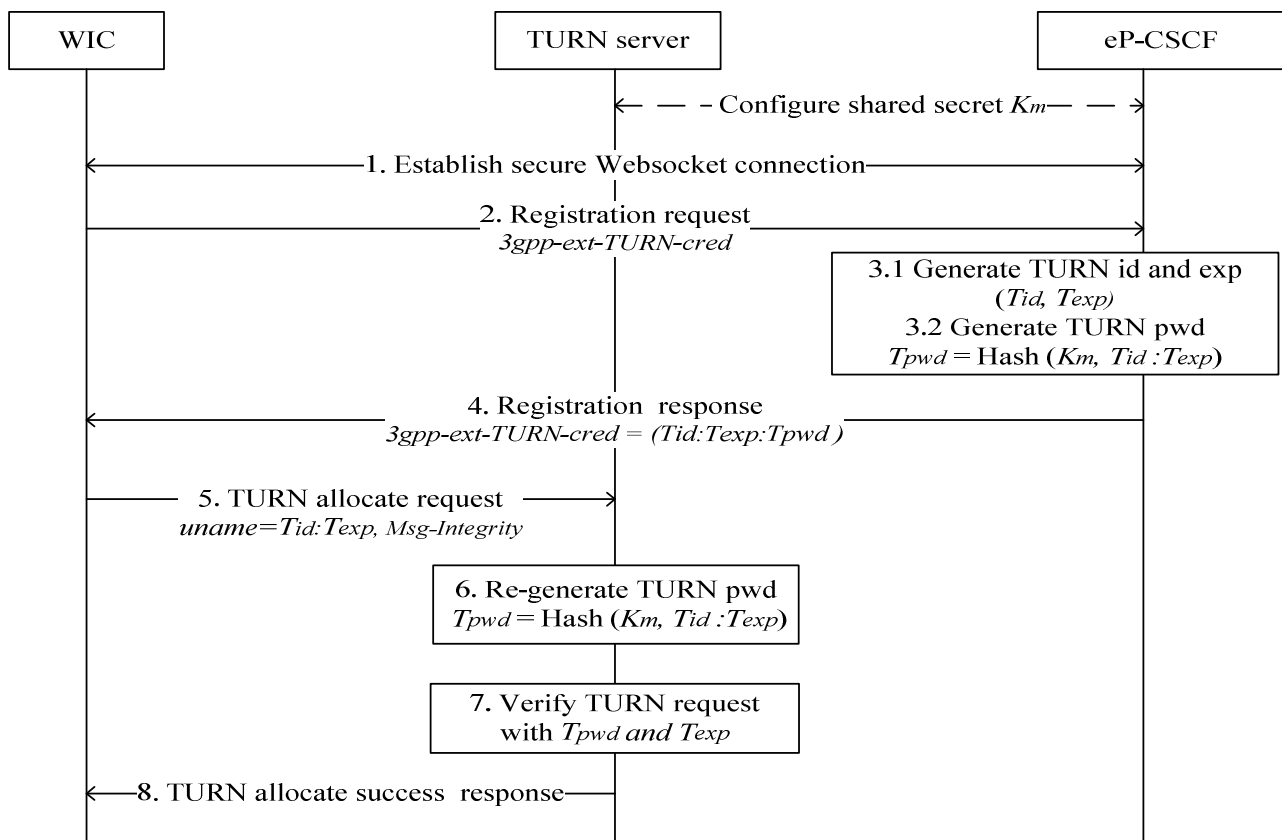 WIC
TURN server
eP-CSCF
Configure shared secret Km
1. Establish secure Websocket connection
2. Registration request
3gpp-ext-TURN-cred
3.1 Generate TURN id and exp
(Tid, Texp)
3.2 Generate TURN pwd
Tpwd = Hash (Km, Tid :Texp)
4. Registration response
3gpp-ext-TURN-cred = (Tid:Texp:Tpwd )
5. TURN allocate request
uname=Tid:Texp, Msg-Integrity
6. Re-generate TURN pwd
Tpwd = Hash (Km, Tid :Texp)
7. Verify TURN request
with Tpwd and Texp
8. TURN allocate success response